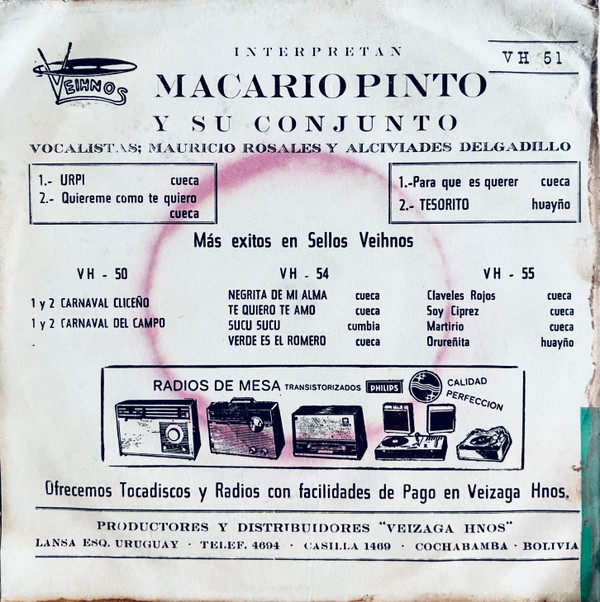 VEIHNOS
INTERPRETAN
VH 51
MACARIO PINTO
Y SU CONJUNTO
VOCALISTAS; MAURICIO ROSALES Y ALCIVIADES DELGADILLO
1.- URPI cueca
2.- Quiereme como te quiero
cueca
1.-Para que es querer cueca
2.- TESORITO huayño
Más exitos en Sellos Veihnos
VH - 50
1 y 2 CARNAVAL CLICEÑO
1 y 2 CARNAVAL DEL CAMPO
VH - 54
NEGRITA DE MI ALMA cueca
TE QUIERO TE AMO cueca
SUCU SUCU cumbia
VERDE ES EL ROMERO cueca
VH - 55
Claveles Rojos cueca
Soy Ciprez cueca
Martirio cueca
Orureñita huayño
RADIOS DE MESA TRANSISTORIZADOS PHILIPS CALIDAD
PERFECCION
Ofrecemos Tocadiscos y Radios con facilidades de Pago en Veizaga Hnos.
PRODUCTORES Y DISTRIBUIDORES "VEIZAGA HNOS"
LANSA ESQ. URUGUAY · TELEF. 4694 · CASILLA 1469 · COCHABAMBA · BOLIVIA